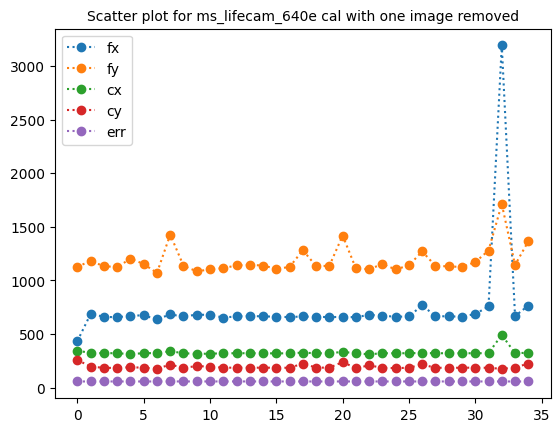 Scatter plot for ms_lifecam_640e cal with one image removed
fx
fy
cx
cy
err
3000
2500
2000
1500
1000
500
0
0 5 10 15 20 25 30 35